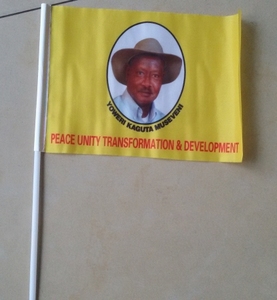 YOWERI KAGUTA MUSEVENI
PEACE UNITY TRANSFORMATION & DEVELOPMENT